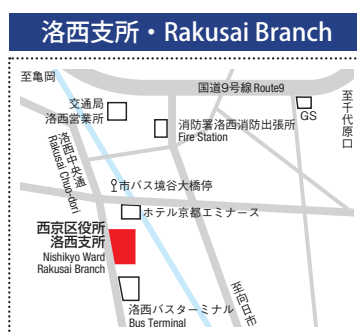 洛西支所・Rakusai Branch
至亀岡
国道9号線 Route9
至千代原口
交通局
洛西営業所
GS
消防署洛西消防出張所
Fire Station
洛西中央通
Rakusai Chuo-dori
市バス境谷大橋停
ホテル京都エミナース
西京区役所
洛西支所
Nishikyo Ward
Rakusai Branch
至向日市
洛西バスターミナル
Bus Terminal